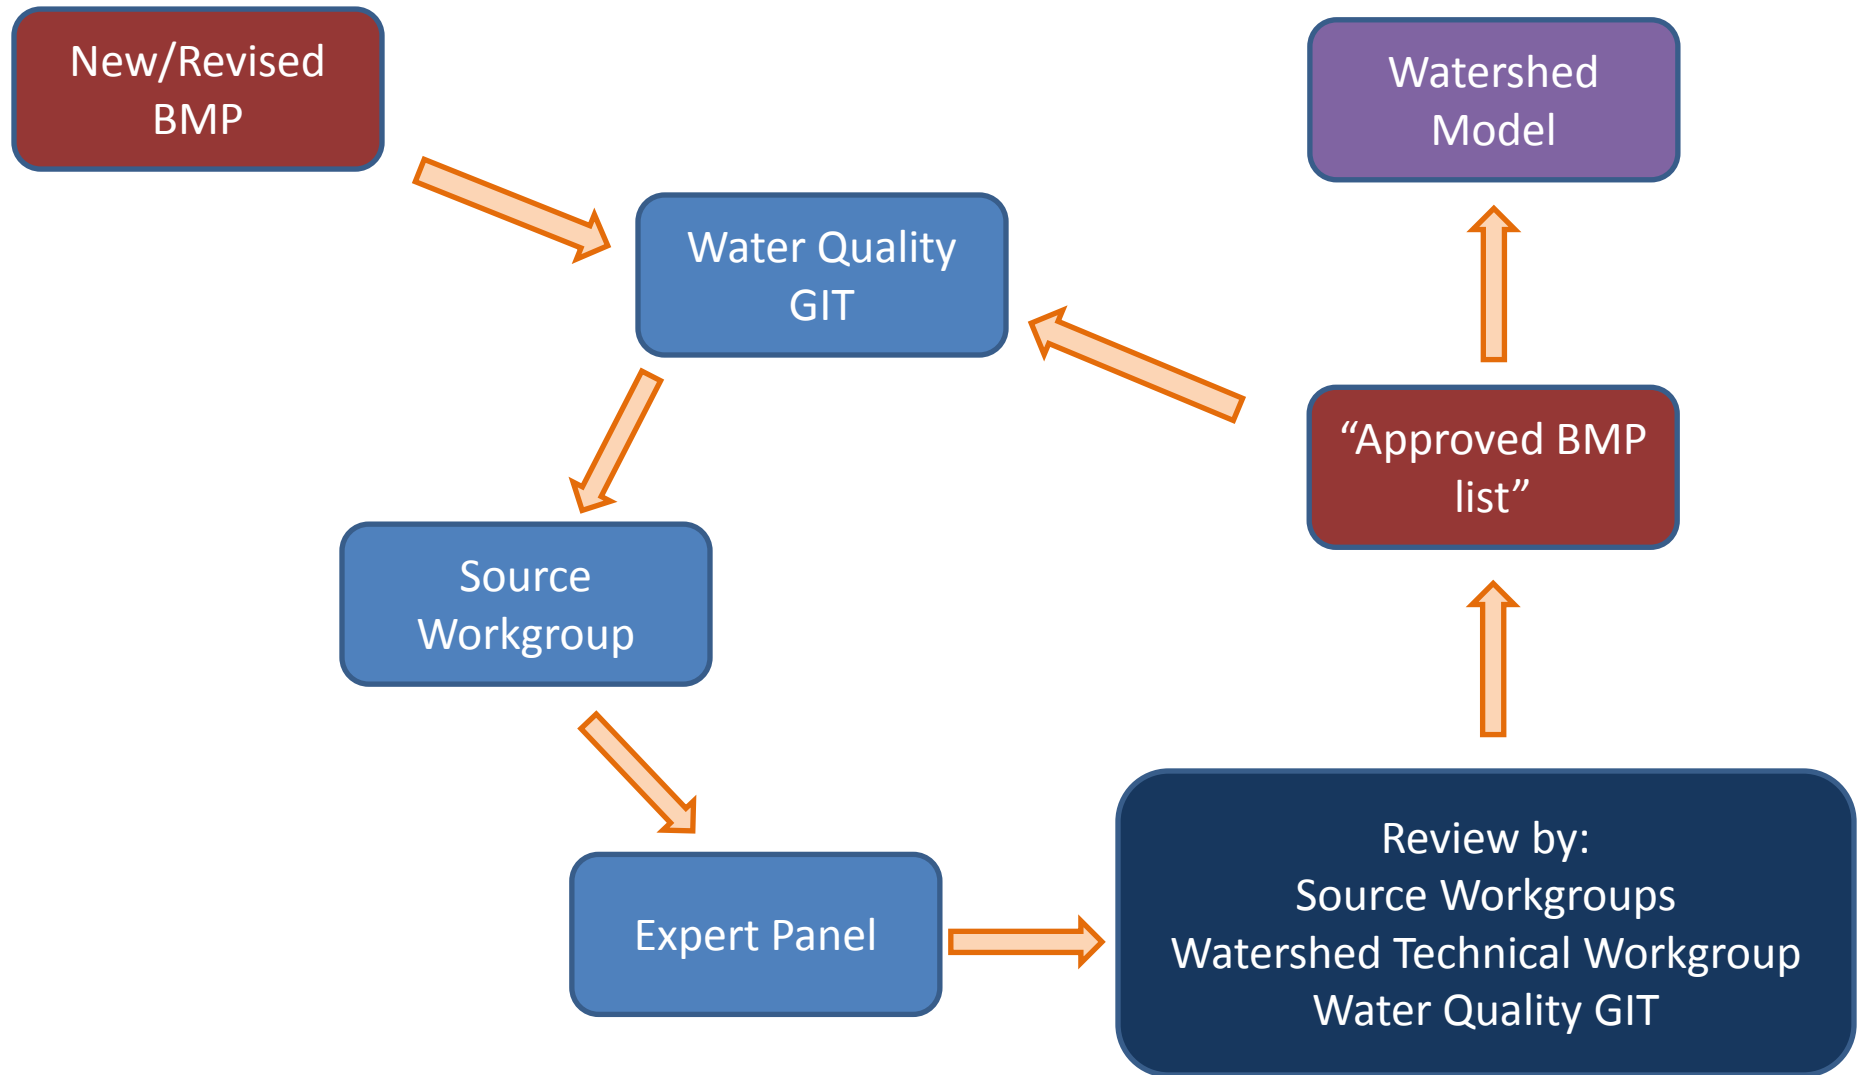 New/Revised
BMP
Watershed
Model
Water Quality
GIT
“Approved BMP
list”
Source
Workgroup
Expert Panel
Review by:
Source Workgroups
Watershed Technical Workgroup
Water Quality GIT